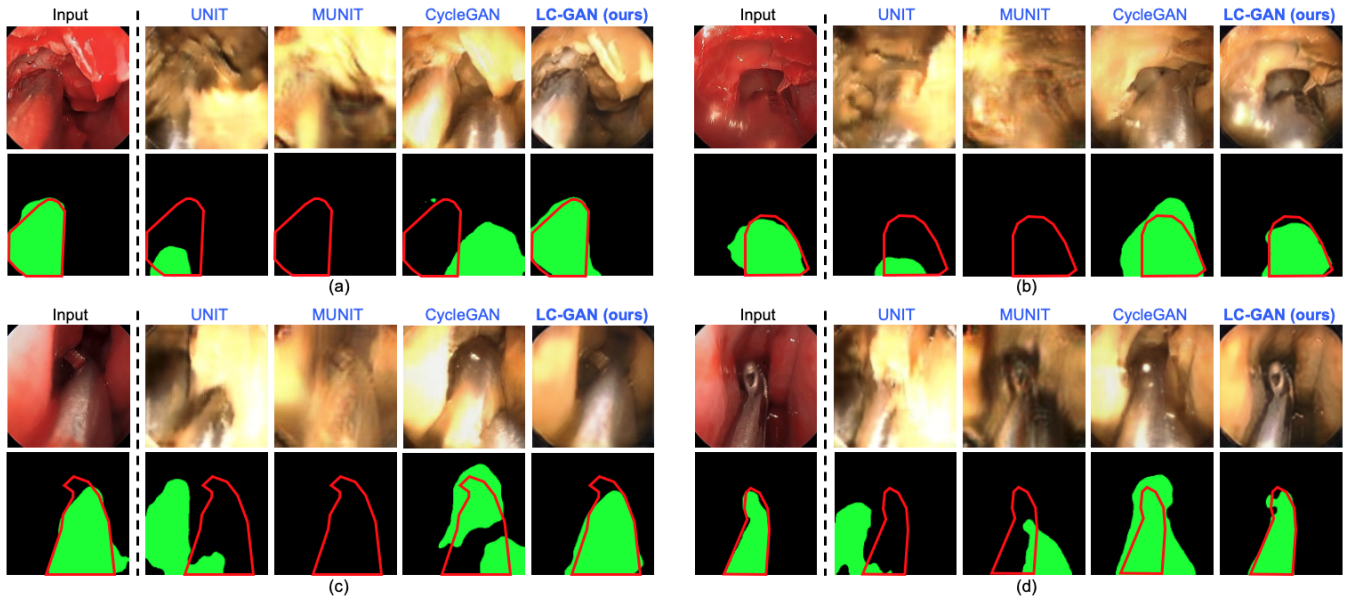 Input UNIT MUNIT CycleGAN LC-GAN (ours)
(a)
Input UNIT MUNIT CycleGAN LC-GAN (ours)
(b)
Input UNIT MUNIT CycleGAN LC-GAN (ours)
(c)
Input UNIT MUNIT CycleGAN LC-GAN (ours)
(d)